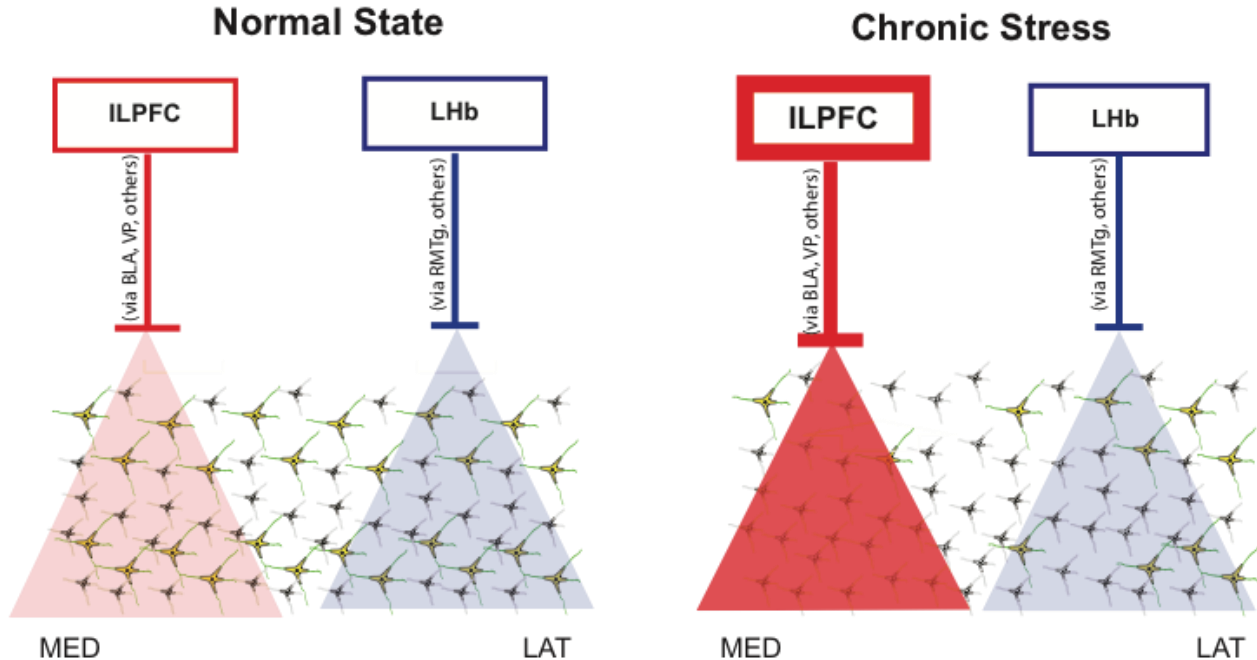 Normal State
ILPFC
LHb
(via BLA, VP, others)
(via RMTg, others)
MED
LAT
Chronic Stress
ILPFC
LHb
(via BLA, VP, others)
(via RMTg, others)
MED
LAT